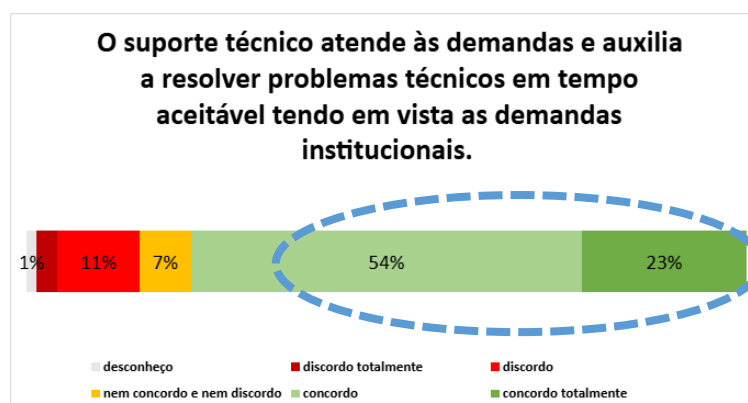 O suporte técnico atende às demandas e auxilia
a resolver problemas técnicos em tempo
aceitável tendo em vista as demandas
institucionais.
1% 11% 7% 54% 23%
desconheço discordo totalmente discordo
nem concordo e nem discordo concordo concordo totalmente